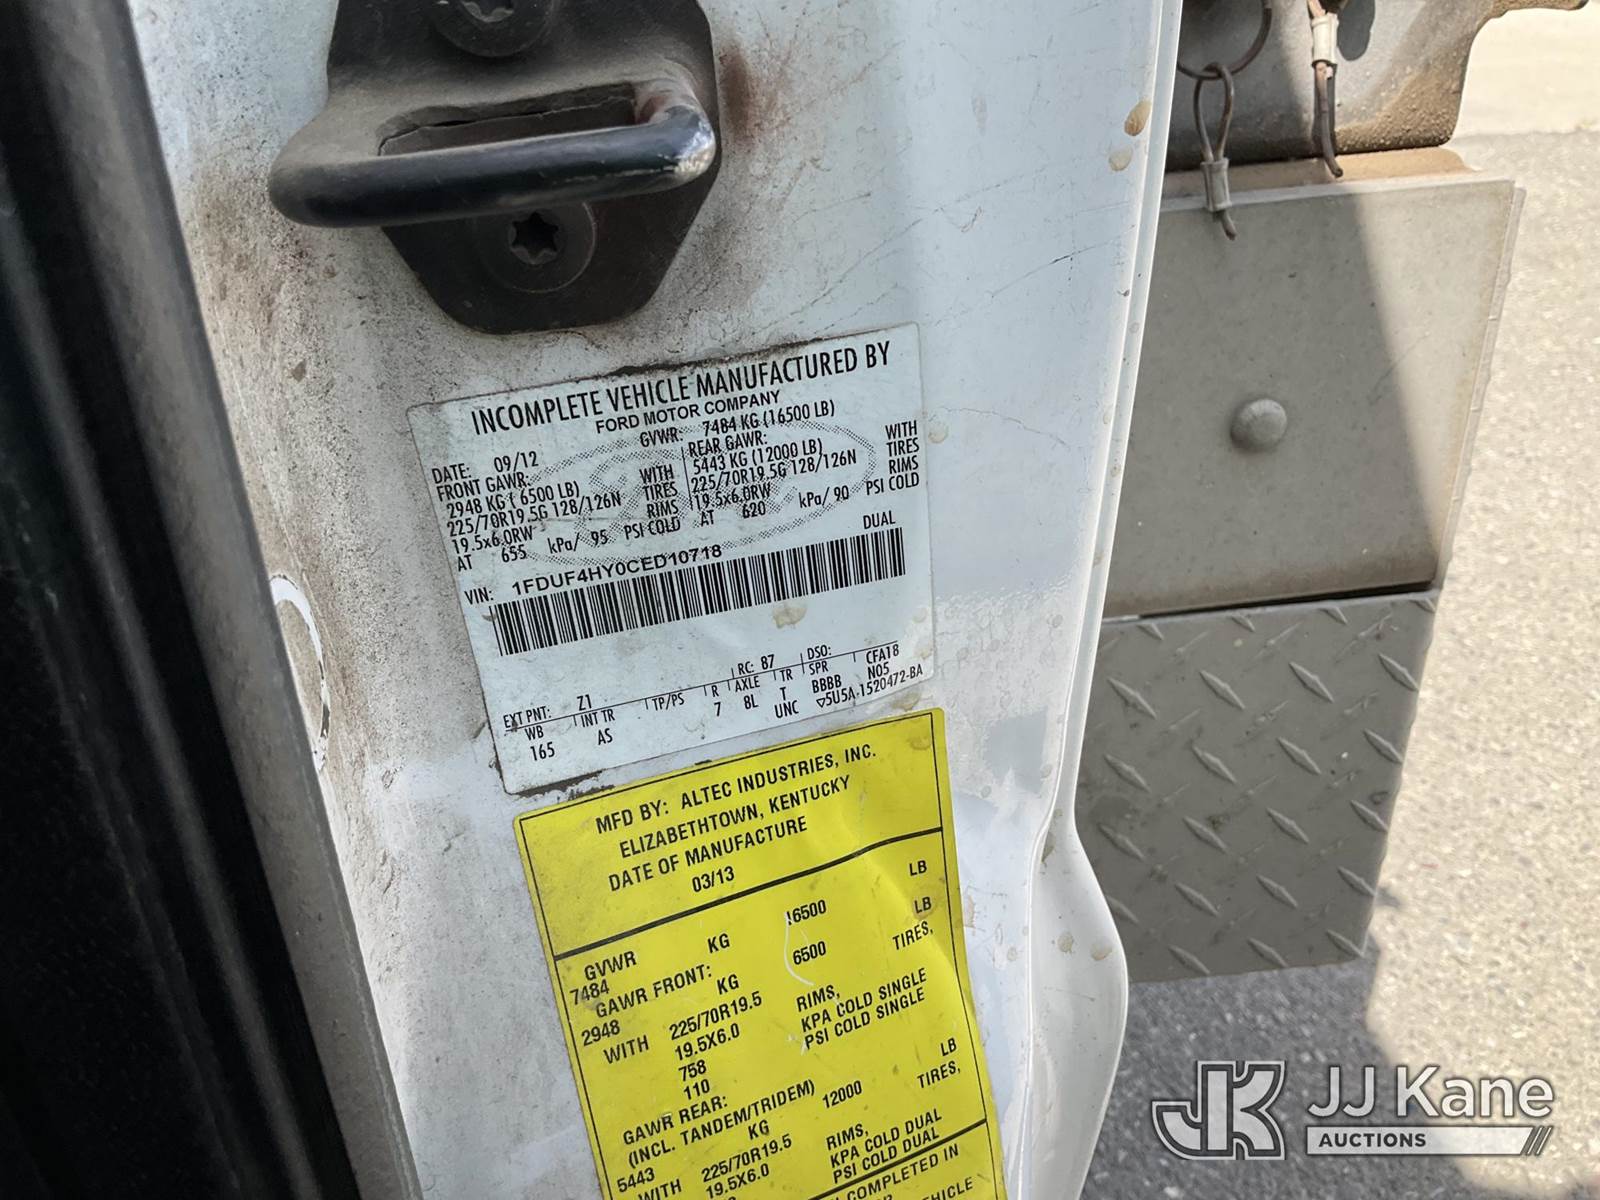 INCOMPLETE VEHICLE MANUFACTURED BY
FORD MOTOR COMPANY
DATE: 09/12 GVWR: 7484 KG (16500 LB)
FRONT GAWR: REAR GAWR:
2948 KG ( 6500 LB) WITH 5443 KG (12000 LB) WITH
225/70R19.5G 128/126N TIRES 225/70R19.5G 128/126N TIRES
19.5x6.0RW RIMS 19.5x6.0RW RIMS
AT 655 kPa/ 95 PSI COLD AT 620 kPa/ 90 PSI COLD
DUAL
VIN: 1FDUF4HY0CED10718
EXT PNT: Z1 RC: 87 DSO: CFA18
WB INT TR TP/PS R AXLE TR SPR N05
165 AS 7 8L T BBBB
UNC ▽5U5A-1520472-BA
MFD BY: ALTEC INDUSTRIES, INC.
ELIZABETHTOWN, KENTUCKY
DATE OF MANUFACTURE
03/13
GVWR
7484 KG 16500 LB
GAWR FRONT:
2948 KG 6500 LB
WITH 225/70R19.5 TIRES,
19.5X6.0 RIMS,
758 KPA COLD SINGLE
110 PSI COLD SINGLE
GAWR REAR:
(INCL. TANDEM/TRIDEM)
5443 KG 12000 LB
WITH 225/70R19.5 TIRES,
19.5X6.0 RIMS,
KPA COLD DUAL
PSI COLD DUAL
COMPLETED IN
VEHICLE
JK
JJ Kane
AUCTIONS